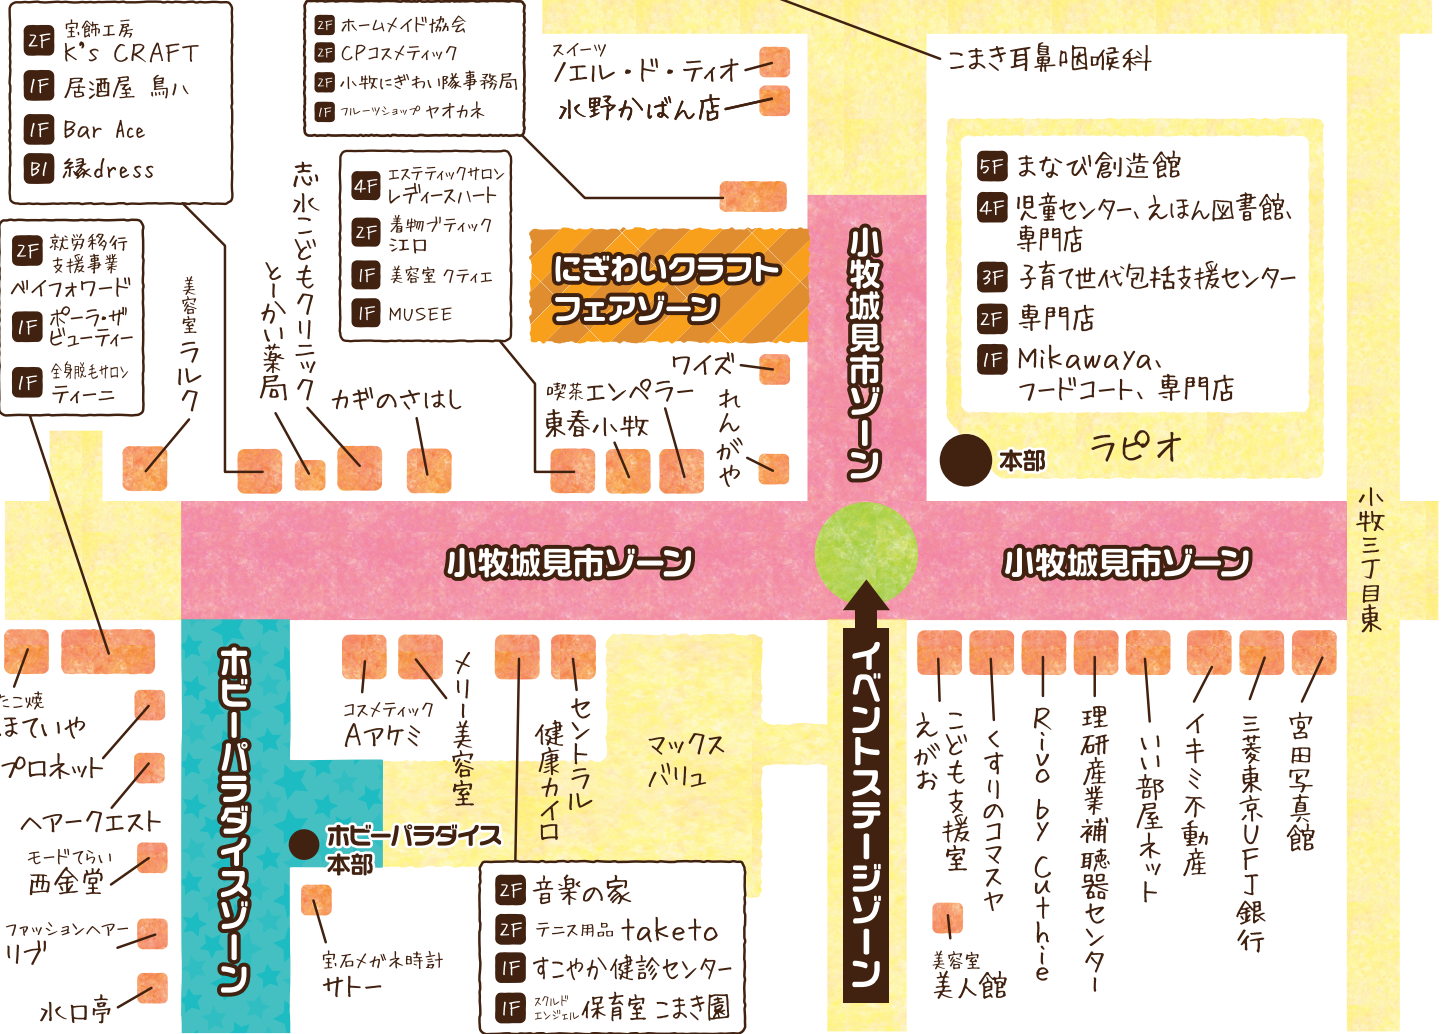 2F 宝飾工房
K's CRAFT
1F 居酒屋 鳥八
1F Bar Ace
B1 縁dress
2F ホームメイド協会
2F CPコスメティック
2F 小牧にぎわい隊事務局
1F フルーツショップ ヤオカネ
スイーツ
ノエル・ド・ティオ
水野かばん店
こまき耳鼻咽喉科
5F まなび創造館
4F 児童センター、えほん図書館、
専門店
3F 子育て世代包括支援センター
2F 専門店
1F Mikawaya、
フードコート、専門店
ラピオ
本部
4F エステティックサロン
レディースハート
2F 着物ブティック
江口
1F 美容室 クティエ
1F MUSEE
2F 就労移行
支援事業
ベイフォワード
1F ポーラ・ザ
ビューティー
1F 全身脱毛サロン
ティーニ
美容室 ラルク
とーかい薬局
志水こどもクリニック
カギのさはし
にぎわいクラフト
フェアゾーン
小牧城見市ゾーン
ワイズ
喫茶エンペラー
東春小牧
れんがや
小牧城見市ゾーン
小牧城見市ゾーン
小牧三丁目東
イベントステージゾーン
ホビーパラダイスゾーン
たこ焼
ほていや
プロネット
ヘアークエスト
モードてらい
西金堂
ファッションヘアー
リブ
水口亭
コスメティック
Aアケミ
メリー美容室
健康カイロ
セントラル
マックス
バリュ
ホビーパラダイス
本部
宝石メガネ時計
サトー
2F 音楽の家
2F テニス用品 taketo
1F すこやか健診センター
1F スクルド
エンジェル 保育室 こまき園
こども支援室
えがお
くすりのコマスヤ
Rivo by Cuthie
理研産業補聴器センター
いい部屋ネット
イキミ不動産
三菱東京UFJ銀行
宮田写真館
美容室
美人館